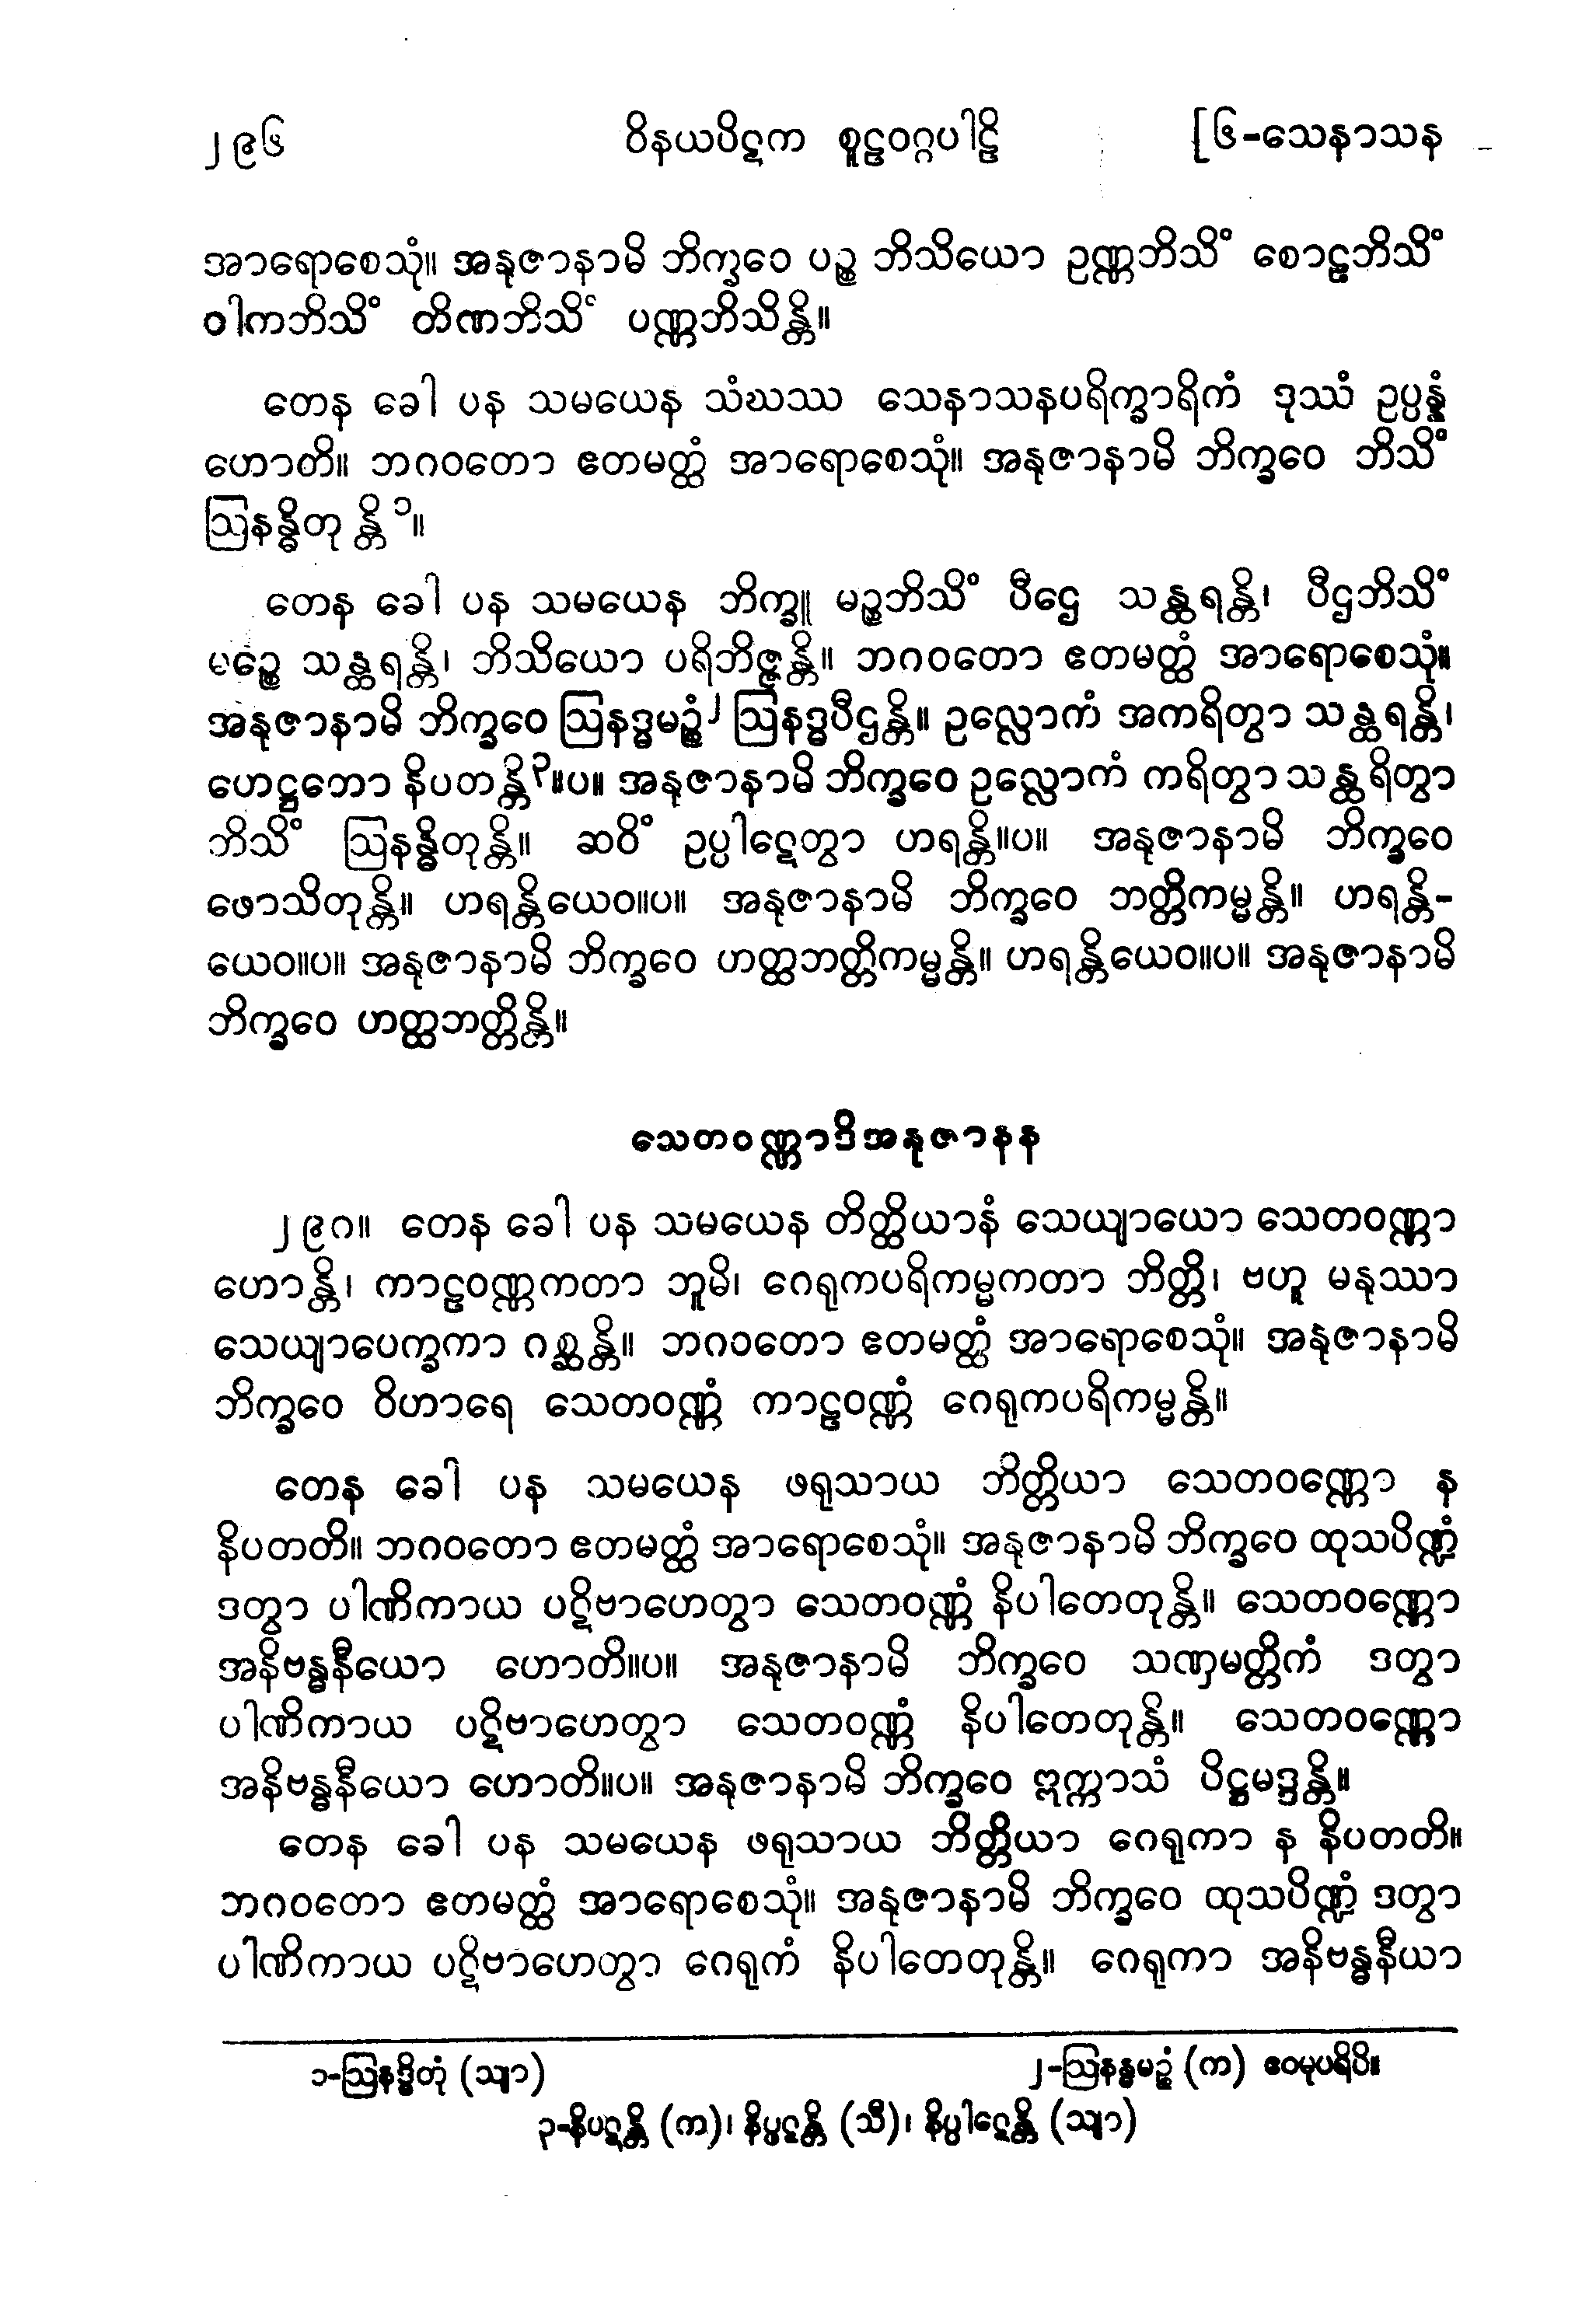 ၂၉၆ ဝိနယပိဋက စူဠဝဂ္ဂပါဠိ [၆-သေနာသန
အာရောစေသုံ။ အနုဇာနာမိ ဘိက္ခဝေ ပဉ္စ ဘိသိယော ဥဏ္ဏဘိသိံ စောဠဘိသိံ
ဝါကဘိသိံ တိဏဘိသိံ ပဏ္ဏဘိသိန္တိ။
တေန ခေါ ပန သမယေန သံဃဿ သေနာသနပရိက္ခာရိကံ ဒုဿံ ဥပ္ပန္နံ
ဟောတိ။ ဘဂဝတော ဧတမတ္ထံ အာရောစေသုံ။ အနုဇာနာမိ ဘိက္ခဝေ ဘိသိံ
ဩနန္ဓိတုန္တိ ၁။
တေန ခေါ ပန သမယေန ဘိက္ခူ မဉ္စဘိသိံ ပီဌေ သန္ထရန္တိ၊ ပီဌဘိသိံ
မဉ္စေ သန္ထရန္တိ၊ ဘိသိယော ပရိဘိဇ္ဇန္တိ။ ဘဂဝတော ဧတမတ္ထံ အာရောစေသုံ။
အနုဇာနာမိ ဘိက္ခဝေ ဩနဒ္ဓမဉ္စံ၂ ဩနဒ္ဓပီဌန္တိ။ ဥလ္လောကံ အကရိတွာ သန္ထရန္တိ၊
ဟေဋ္ဌတော နိပတန္တိ၃။ပ။ အနုဇာနာမိ ဘိက္ခဝေ ဥလ္လောကံ ကရိတွာ သန္ထရိတွာ
ဘိသိံ ဩနန္ဓိတုန္တိ။ ဆဝိံ ဥပ္ပါဋေတွာ ဟရန္တိ။ပ။ အနုဇာနာမိ ဘိက္ခဝေ
ဖောသိတုန္တိ။ ဟရန္တိယေဝ။ပ။ အနုဇာနာမိ ဘိက္ခဝေ ဘတ္တိကမ္မန္တိ။ ဟရန္တိ-
ယေဝ။ပ။ အနုဇာနာမိ ဘိက္ခဝေ ဟတ္ထဘတ္တိကမ္မန္တိ။ ဟရန္တိယေဝ။ပ။ အနုဇာနာမိ
ဘိက္ခဝေ ဟတ္ထဘတ္တိန္တိ။
သေတဝဏ္ဏာဒိအနုဇာနန
၂၉၈။ တေန ခေါ ပန သမယေန တိတ္ထိယာနံ သေယျာယော သေတဝဏ္ဏာ
ဟောန္တိ၊ ကာဠဝဏ္ဏကတာ ဘူမိ၊ ဂေရုကပရိကမ္မကတာ ဘိတ္တိ၊ ဗဟူ မနုဿာ
သေယျာပေက္ခကာ ဂစ္ဆန္တိ။ ဘဂဝတော ဧတမတ္ထံ အာရောစေသုံ။ အနုဇာနာမိ
ဘိက္ခဝေ ဝိဟာရေ သေတဝဏ္ဏံ ကာဠဝဏ္ဏံ ဂေရုကပရိကမ္မန္တိ။
တေန ခေါ ပန သမယေန ဖရုသာယ ဘိတ္တိယာ သေတဝဏ္ဏော န
နိပတတိ။ ဘဂဝတော ဧတမတ္ထံ အာရောစေသုံ။ အနုဇာနာမိ ဘိက္ခဝေ ထုသပိဏ္ဍံ
ဒတွာ ပါဏိကာယ ပဋိဗာဟေတွာ သေတဝဏ္ဏံ နိပါတေတုန္တိ။ သေတဝဏ္ဏော
အနိဗန္ဓနီယော ဟောတိ။ပ။ အနုဇာနာမိ ဘိက္ခဝေ သဏှမတ္တိကံ ဒတွာ
ပါဏိကာယ ပဋိဗာဟေတွာ သေတဝဏ္ဏံ နိပါတေတုန္တိ။ သေတဝဏ္ဏော
အနိဗန္ဓနီယော ဟောတိ။ပ။ အနုဇာနာမိ ဘိက္ခဝေ ဣက္ကာသံ ပိဋ္ဌမဒ္ဒန္တိ။
တေန ခေါ ပန သမယေန ဖရုသာယ ဘိတ္တိယာ ဂေရုကာ န နိပတတိ။
ဘဂဝတော ဧတမတ္ထံ အာရောစေသုံ။ အနုဇာနာမိ ဘိက္ခဝေ ထုသပိဏ္ဍံ ဒတွာ
ပါဏိကာယ ပဋိဗာဟေတွာ ဂေရုကံ နိပါတေတုန္တိ။ ဂေရုကာ အနိဗန္ဓနီယာ
၁-ဩနဒ္ဓိတုံ (သျာ) ၂-ဩနန္ဓမဉ္စံ (က) ဧဝမုပရိပိ။
၃-နိပဋန္တိ (က)၊ နိပ္ပဋန္တိ (သီ)၊ နိပ္ပါဋေန္တိ (သျာ)